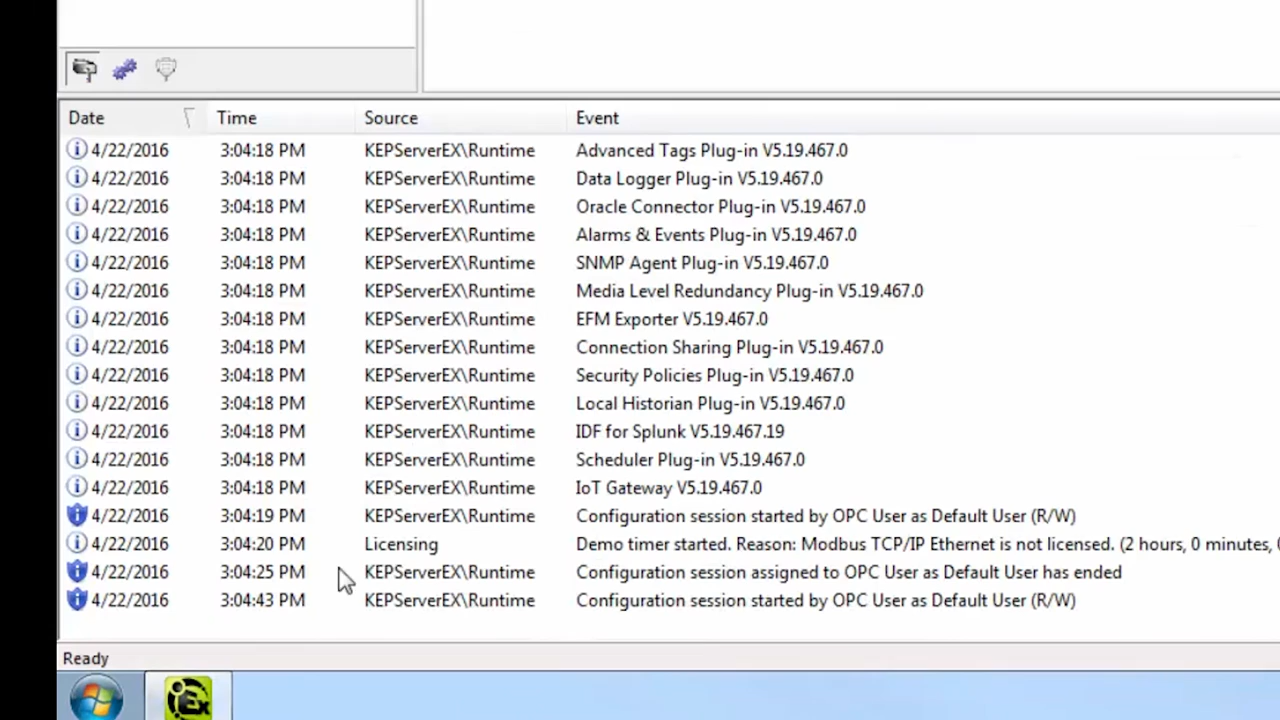 Date Time Source Event
4/22/2016 3:04:18 PM KEPServerEX\Runtime Advanced Tags Plug-in V5.19.467.0
4/22/2016 3:04:18 PM KEPServerEX\Runtime Data Logger Plug-in V5.19.467.0
4/22/2016 3:04:18 PM KEPServerEX\Runtime Oracle Connector Plug-in V5.19.467.0
4/22/2016 3:04:18 PM KEPServerEX\Runtime Alarms & Events Plug-in V5.19.467.0
4/22/2016 3:04:18 PM KEPServerEX\Runtime SNMP Agent Plug-in V5.19.467.0
4/22/2016 3:04:18 PM KEPServerEX\Runtime Media Level Redundancy Plug-in V5.19.467.0
4/22/2016 3:04:18 PM KEPServerEX\Runtime EFM Exporter V5.19.467.0
4/22/2016 3:04:18 PM KEPServerEX\Runtime Connection Sharing Plug-in V5.19.467.0
4/22/2016 3:04:18 PM KEPServerEX\Runtime Security Policies Plug-in V5.19.467.0
4/22/2016 3:04:18 PM KEPServerEX\Runtime Local Historian Plug-in V5.19.467.0
4/22/2016 3:04:18 PM KEPServerEX\Runtime IDF for Splunk V5.19.467.19
4/22/2016 3:04:18 PM KEPServerEX\Runtime Scheduler Plug-in V5.19.467.0
4/22/2016 3:04:18 PM KEPServerEX\Runtime IoT Gateway V5.19.467.0
4/22/2016 3:04:19 PM KEPServerEX\Runtime Configuration session started by OPC User as Default User (R/W)
4/22/2016 3:04:20 PM Licensing Demo timer started. Reason: Modbus TCP/IP Ethernet is not licensed. (2 hours, 0 minutes,
4/22/2016 3:04:25 PM KEPServerEX\Runtime Configuration session assigned to OPC User as Default User has ended
4/22/2016 3:04:43 PM KEPServerEX\Runtime Configuration session started by OPC User as Default User (R/W)
Ready
Ex